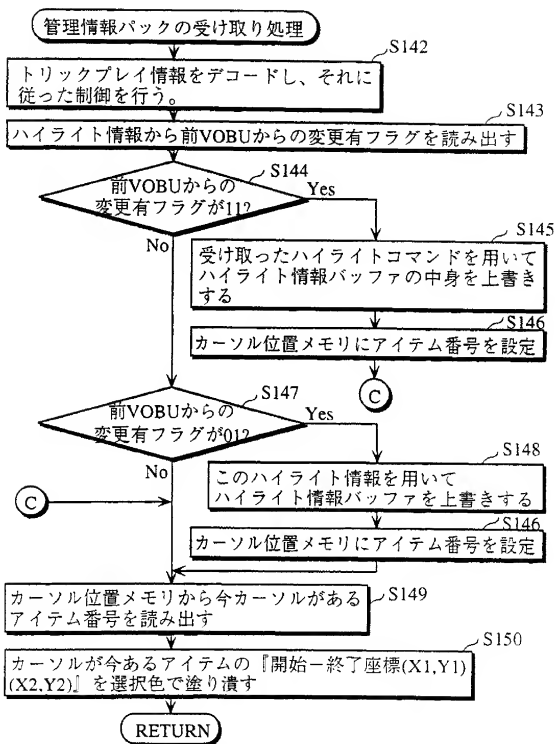 管理情報パックの受け取り処理
S142
トリックプレイ情報をデコードし、それに
従った制御を行う。
S143
ハイライト情報から前VOBUからの変更有フラグを読み出す
S144
前VOBUからの
変更有フラグが11?
Yes
No
S145
受け取ったハイライトコマンドを用いて
ハイライト情報バッファの中身を上書き
する
S146
カーソル位置メモリにアイテム番号を設定
C
S147
前VOBUからの
変更有フラグが01?
Yes
No
S148
このハイライト情報を用いて
ハイライト情報バッファを上書きする
C
S146
カーソル位置メモリにアイテム番号を設定
S149
カーソル位置メモリから今カーソルがある
アイテム番号を読み出す
S150
カーソルが今あるアイテムの『開始−終了座標(X1,Y1)
(X2,Y2)』を選択色で塗り潰す
RETURN